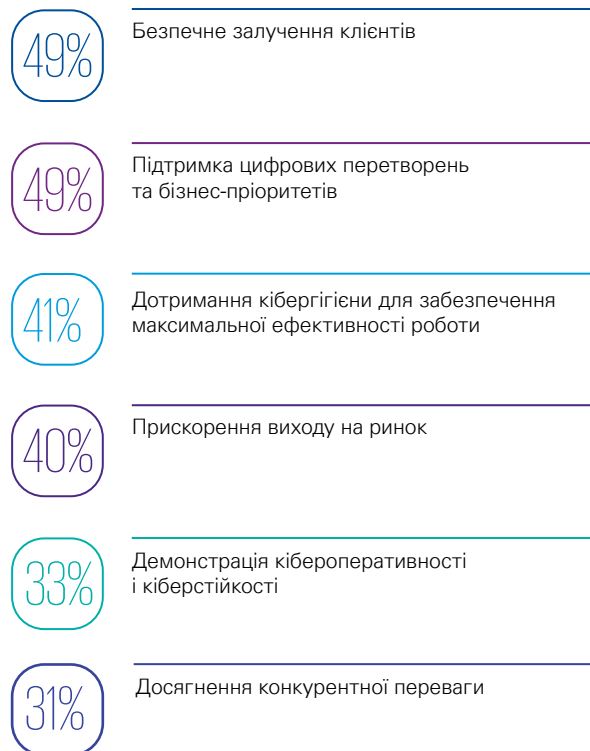 49%
Безпечне залучення клієнтів
49%
Підтримка цифрових перетворень
та бізнес-пріоритетів
41%
Дотримання кібергігієни для забезпечення
максимальної ефективності роботи
40%
Прискорення виходу на ринок
33%
Демонстрація кібероперативності
і кіберстійкості
31%
Досягнення конкурентної переваги